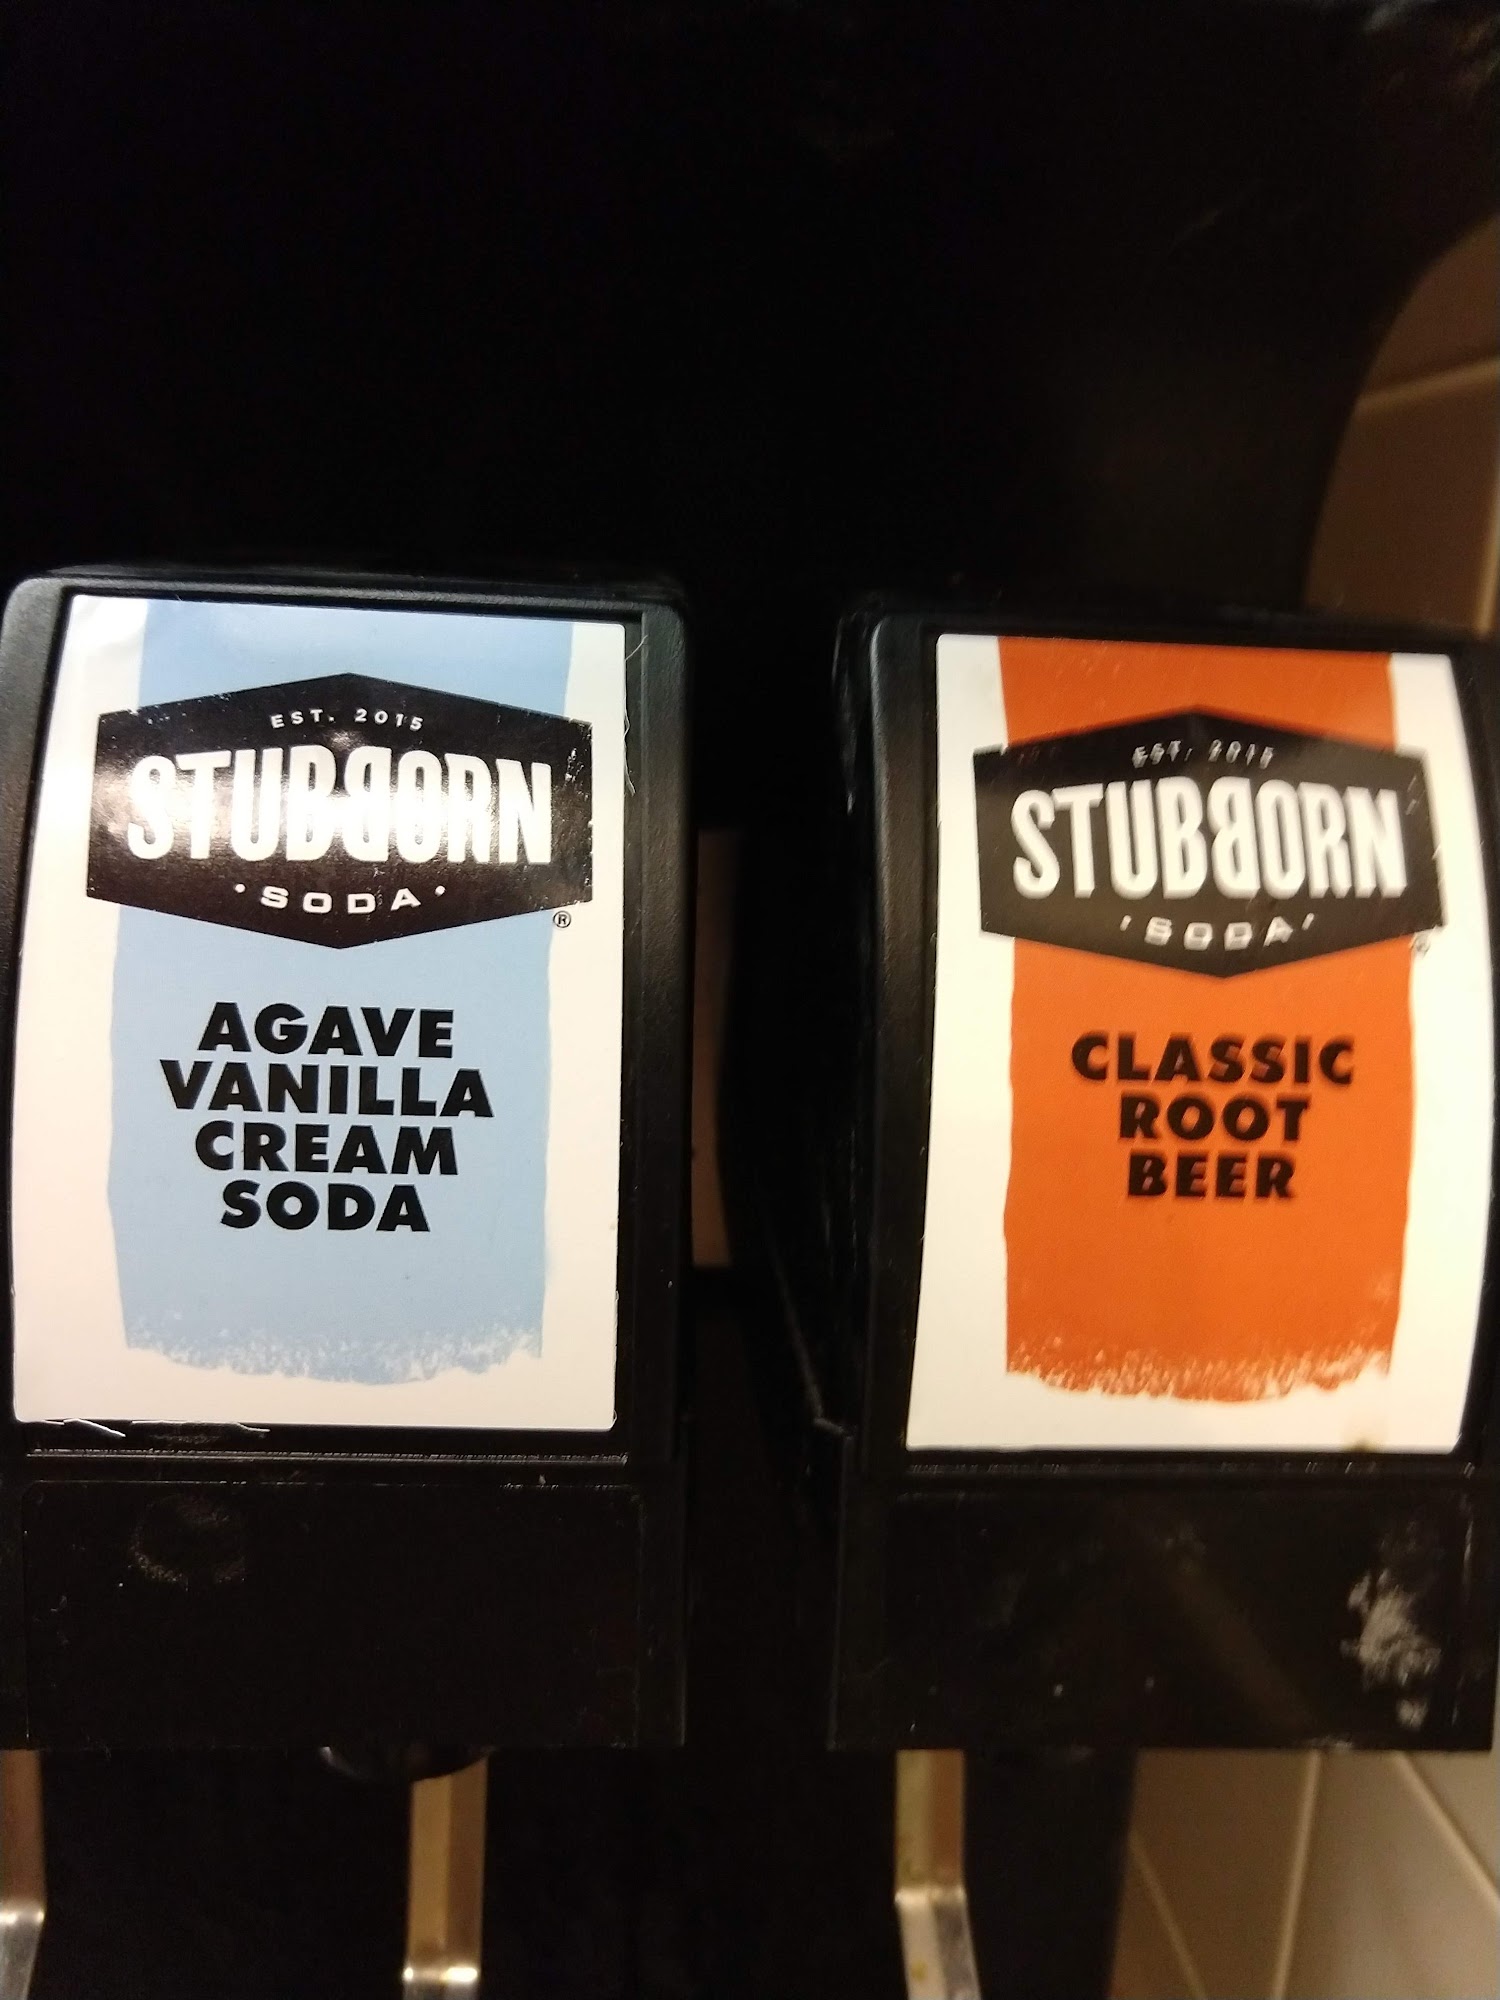 EST. 2015
STUBBORN
SODA
®
AGAVE
VANILLA
CREAM
SODA
EST. 2015
STUBBORN
SODA
®
CLASSIC
ROOT
BEER